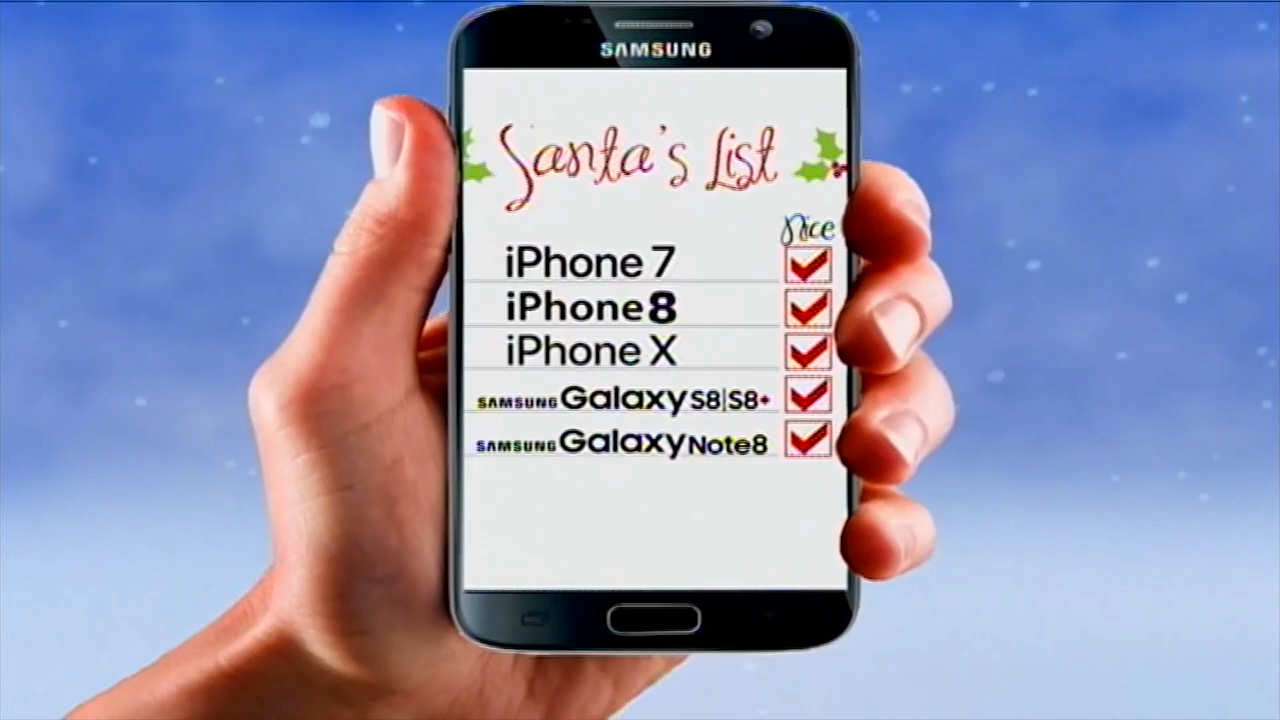 SAMSUNG
Santa's List
Nice
iPhone 7
iPhone 8
iPhone X
SAMSUNG Galaxy S8|S8+
SAMSUNG Galaxy Note8